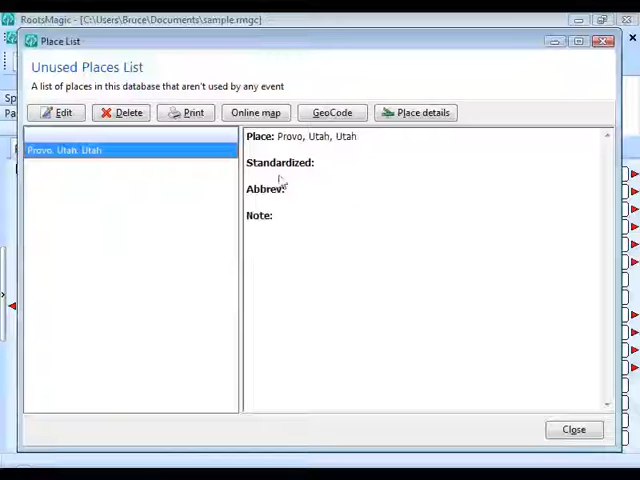 RootsMagic - [C:\Users\Bruce\Documents\sample.rmgc]
Place List
Unused Places List
A list of places in this database that aren't used by any event
Edit Delete Print Online map GeoCode Place details
Provo, Utah, Utah
Place: Provo, Utah, Utah
Standardized:
Abbrev:
Note:
Close